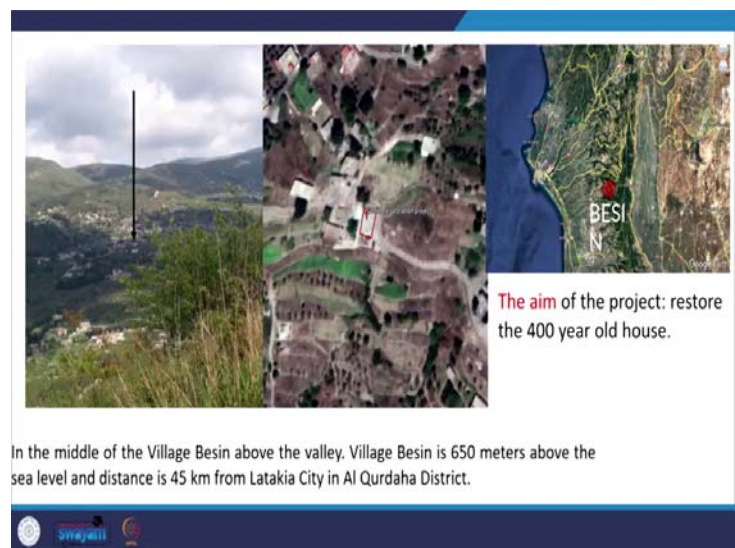 BESI
N
Google Earth
The aim of the project: restore
the 400 year old house.
In the middle of the Village Besin above the valley. Village Besin is 650 meters above the
sea level and distance is 45 km from Latakia City in Al Qurdaha District.
swayam